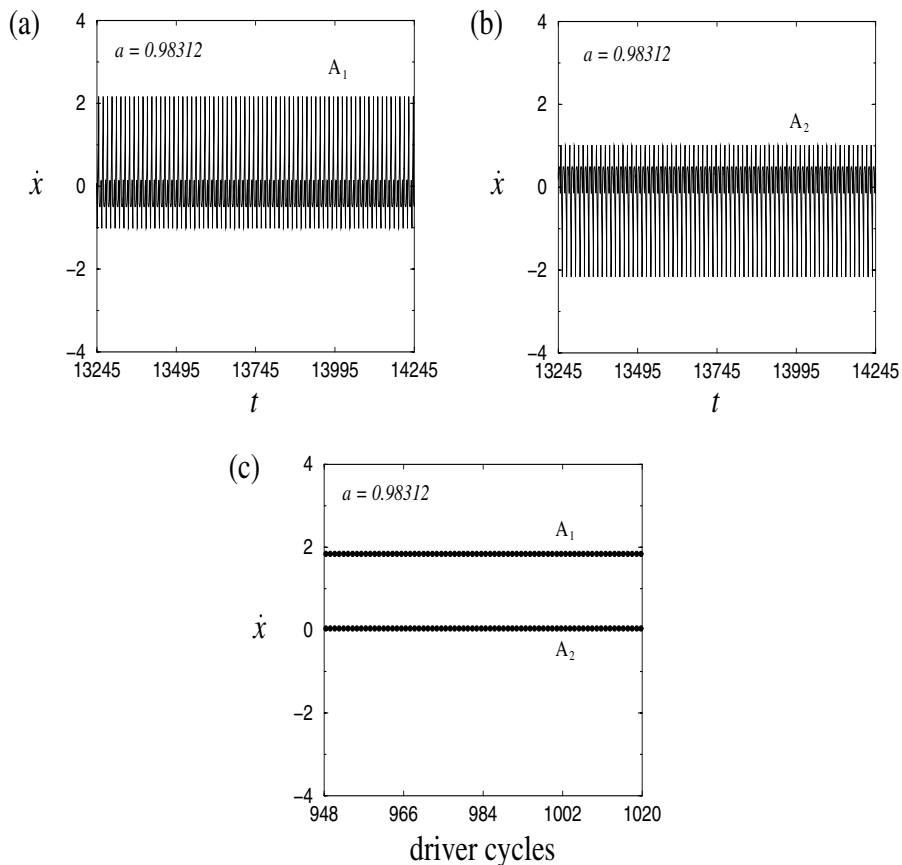 (a)
a = 0.98312
A₁
4
2
0
−2
−4
ẋ
13245 13495 13745 13995 14245
t
(b)
a = 0.98312
A₂
4
2
0
−2
−4
ẋ
13245 13495 13745 13995 14245
t
(c)
a = 0.98312
A₁
A₂
4
2
0
−2
−4
ẋ
948 966 984 1002 1020
driver cycles